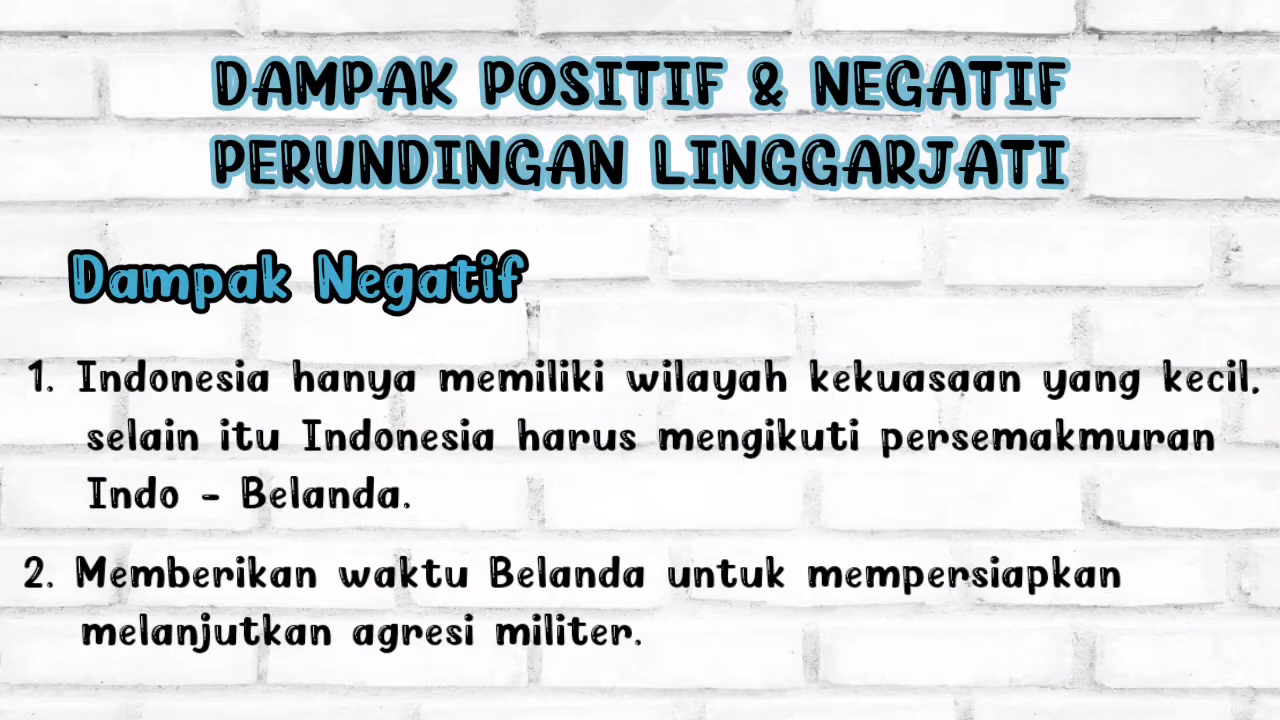 DAMPAK POSITIF & NEGATIF
PERUNDINGAN LINGGARJATI
Dampak Negatif
1. Indonesia hanya memiliki wilayah kekuasaan yang kecil.
selain itu Indonesia harus mengikuti persemakmuran
Indo - Belanda.
2. Memberikan waktu Belanda untuk mempersiapkan
melanjutkan agresi militer.